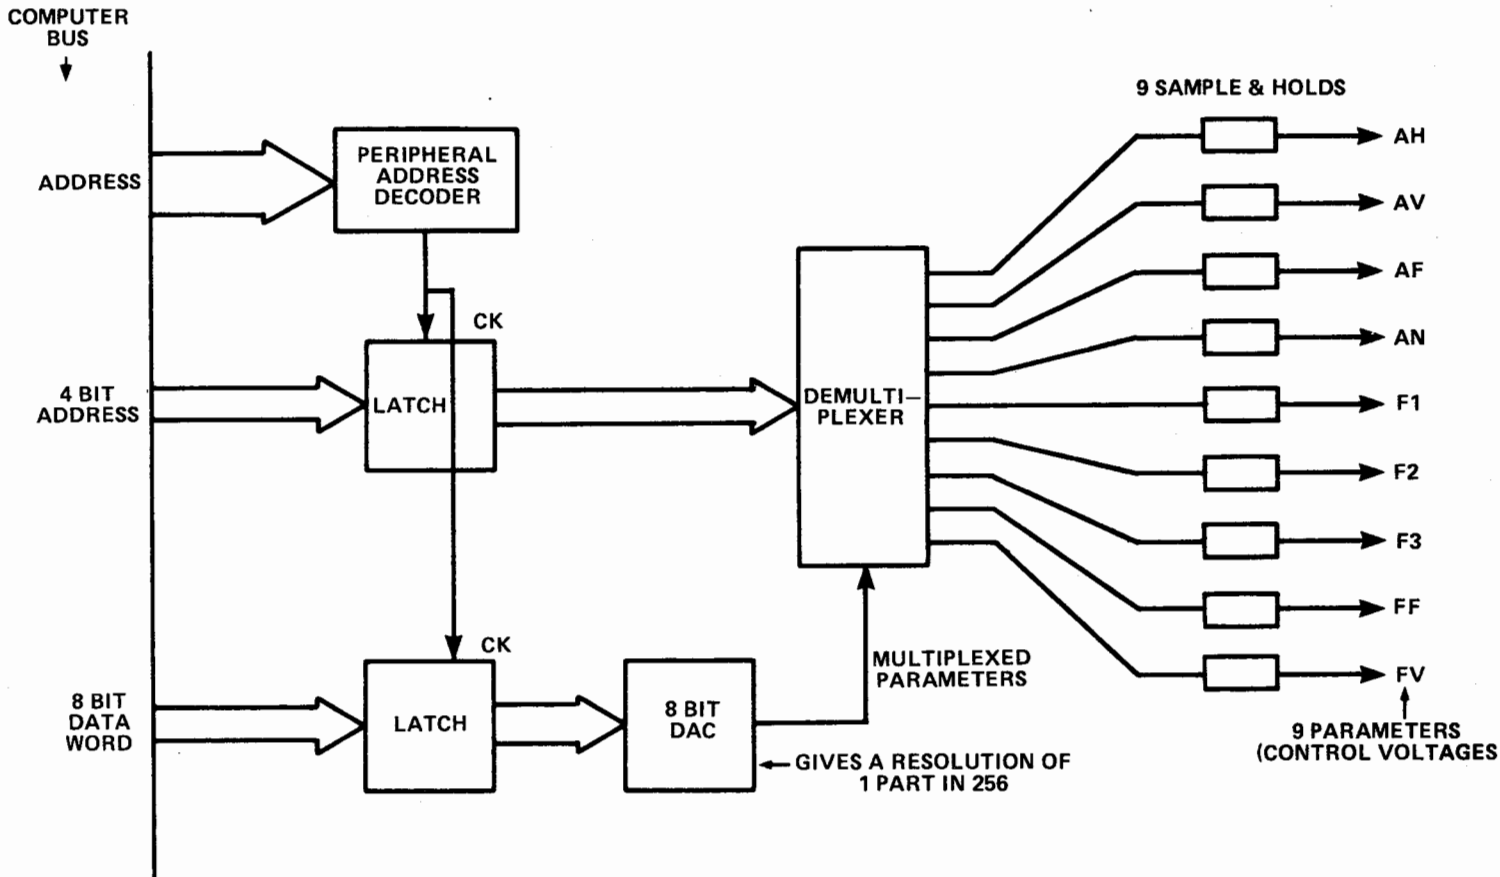 COMPUTER
BUS
9 SAMPLE & HOLDS
AH
PERIPHERAL
ADDRESS
DECODER
ADDRESS
AV
AF
CK
AN
4 BIT
ADDRESS
LATCH
DEMULTI—
PLEXER
F1
F2
F3
FF
CK
MULTIPLEXED
PARAMETERS
FV
8 BIT
DATA
WORD
LATCH
8 BIT
DAC
9 PARAMETERS
(CONTROL VOLTAGES
GIVES A RESOLUTION OF
1 PART IN 256